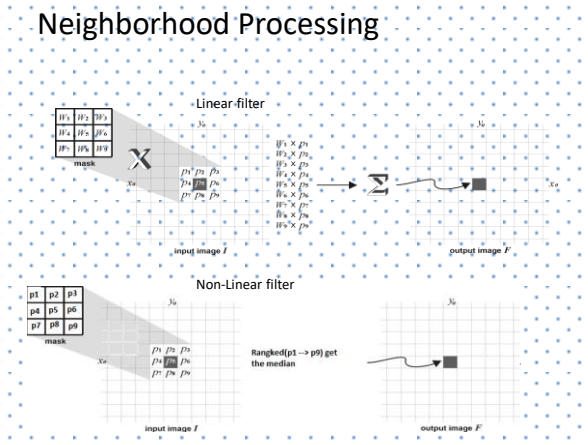 Neighborhood Processing
Linear filter
W1 W2 W3
W4 W5 W6
W7 W8 W9
mask
X
y₀
x₀
p1 p2 p3
p4 p5 p6
p7 p8 p9
input image I
W1 × p1
W2 × p2
W3 × p3
W4 × p4
W5 × p5
W6 × p6
W7 × p7
W8 × p8
W9 × p9
Σ
y₀
x₀
output image F
Non-Linear filter
p1 p2 p3
p4 p5 p6
p7 p8 p9
mask
y₀
x₀
p1 p2 p3
p4 p5 p6
p7 p8 p9
input image I
Rangked(p1 --> p9) get
the median
y₀
output image F